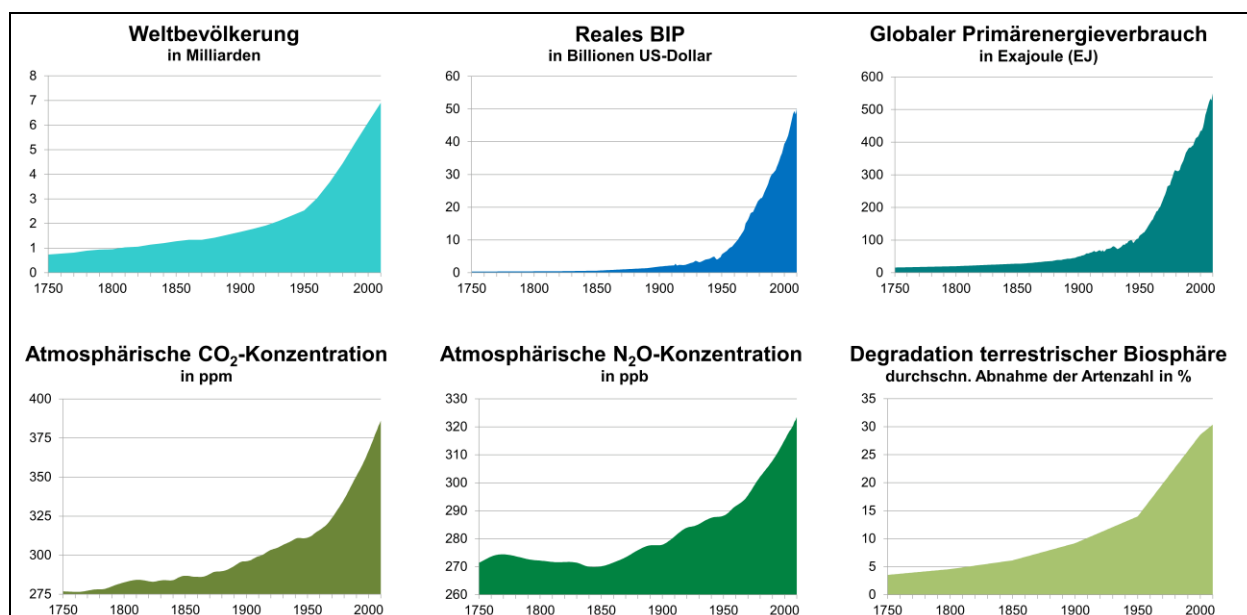 Weltbevölkerung
in Milliarden
8
7
6
5
4
3
2
1
0
1750 1800 1850 1900 1950 2000
Reales BIP
in Billionen US-Dollar
60
50
40
30
20
10
0
1750 1800 1850 1900 1950 2000
Globaler Primärenergieverbrauch
in Exajoule (EJ)
600
500
400
300
200
100
0
1750 1800 1850 1900 1950 2000
Atmosphärische CO₂-Konzentration
in ppm
400
375
350
325
300
275
1750 1800 1850 1900 1950 2000
Atmosphärische N₂O-Konzentration
in ppb
330
320
310
300
290
280
270
260
1750 1800 1850 1900 1950 2000
Degradation terrestrischer Biosphäre
durchschn. Abnahme der Artenzahl in %
35
30
25
20
15
10
5
0
1750 1800 1850 1900 1950 2000